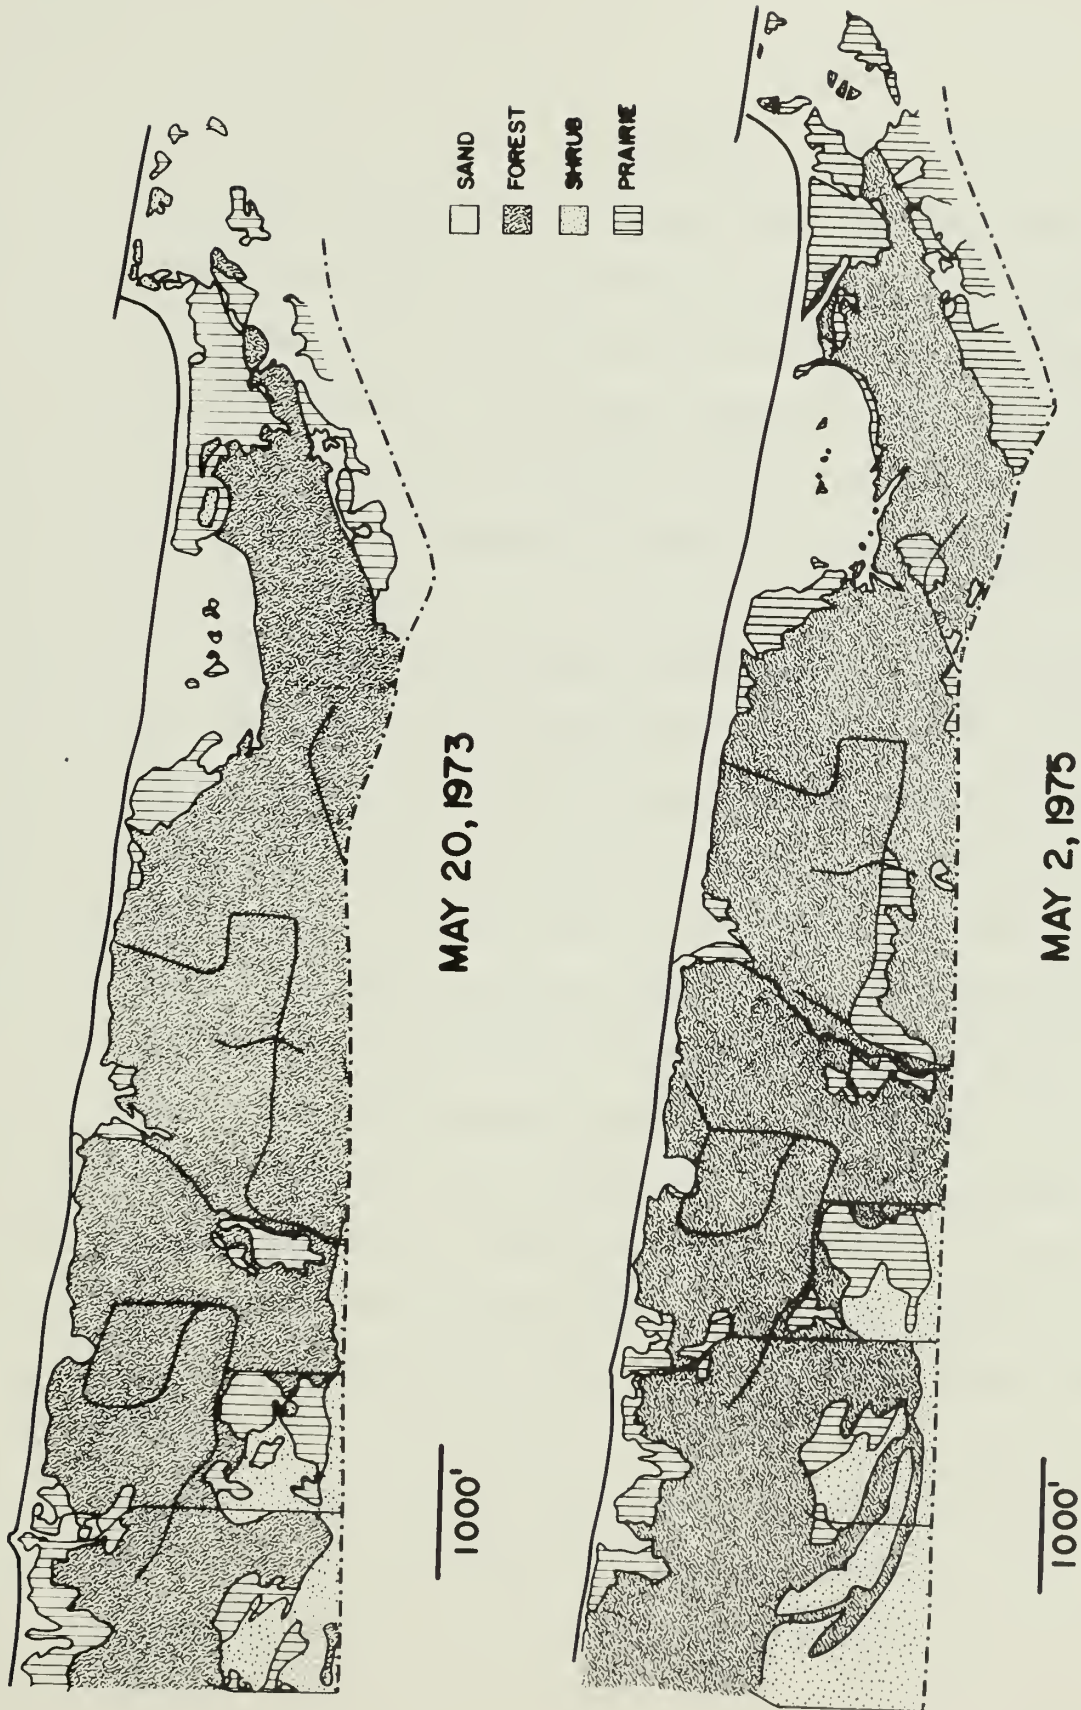 SAND
FOREST
SHRUB
PRAIRIE
MAY 20, 1973
1000'
MAY 2, 1975
1000'